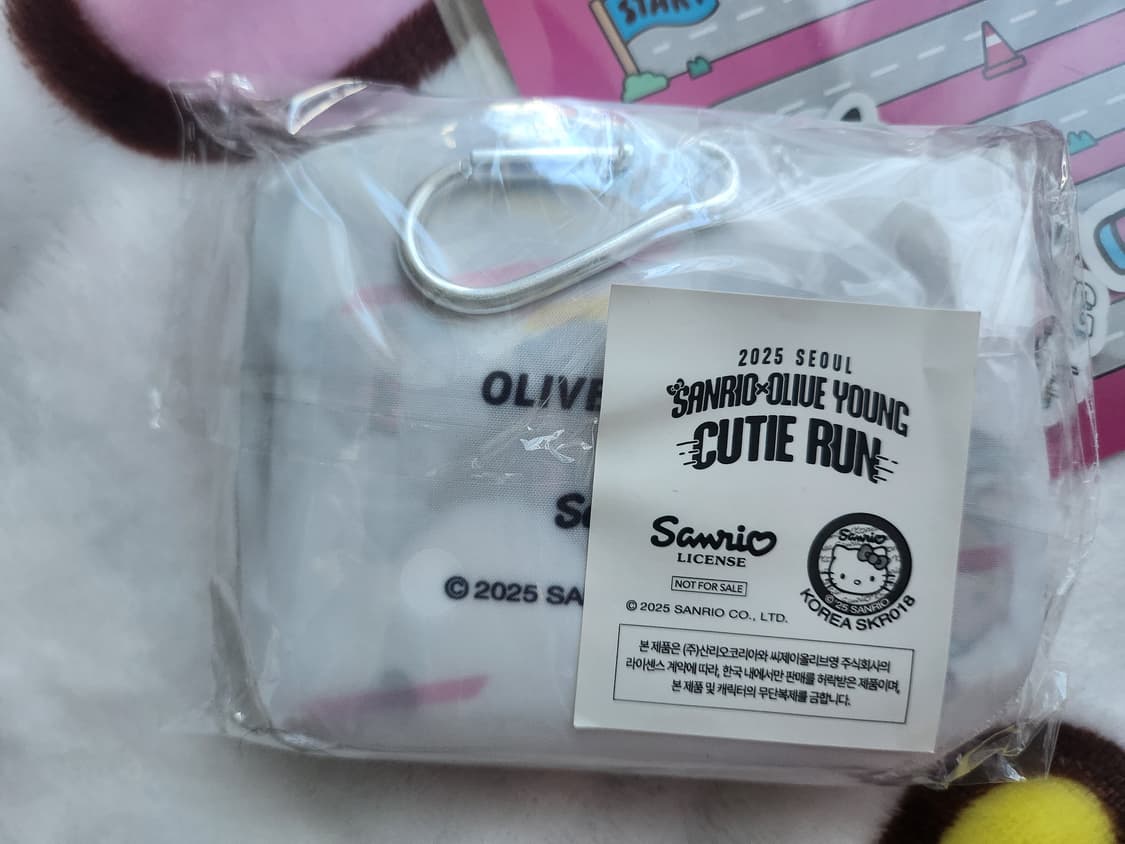 START
OLIVE
2025 SEOUL
SANRIO×OLIVE YOUNG
CUTIE RUN
Sanrio
LICENSE
NOT FOR SALE
© 2025 SANRIO CO., LTD.
Sanrio
© '25 SANRIO
KOREA SKR018
© 2025 SA
본 제품은 (주)산리오코리아와 씨제이올리브영 주식회사의
라이센스 계약에 따라, 한국 내에서만 판매를 허락받은 제품이며,
본 제품 및 캐릭터의 무단복제를 금합니다.